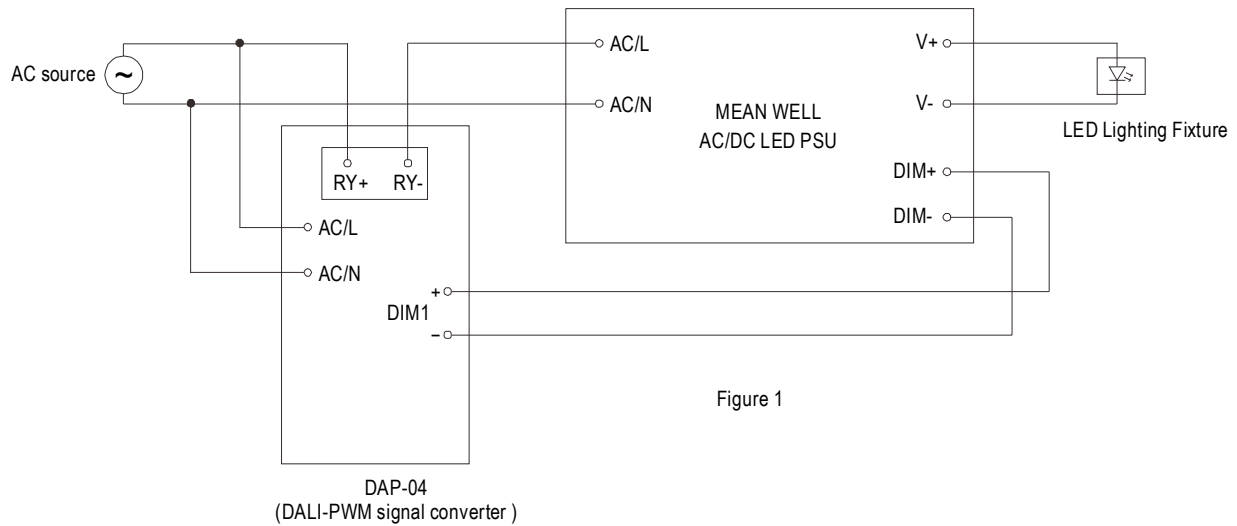 AC source
~
AC/L
AC/N
MEAN WELL
AC/DC LED PSU
V+
V-
DIM+
DIM-
LED Lighting Fixture
RY+ RY-
AC/L
AC/N
+
DIM1
-
Figure 1
DAP-04
(DALI-PWM signal converter )